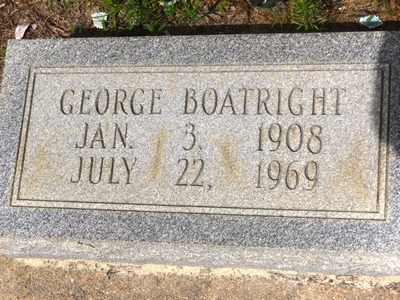 GEORGE BOATRIGHT
JAN. 3. 1908
JULY 22, 1969